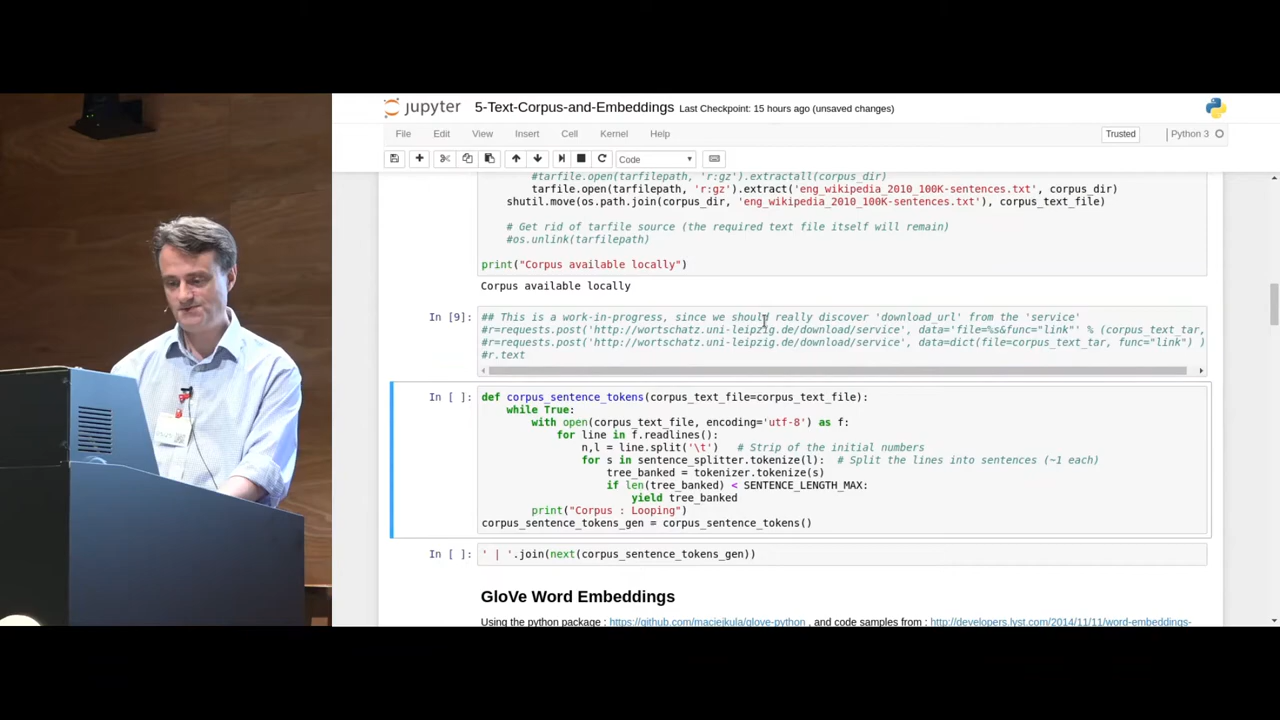 jupyter 5-Text-Corpus-and-Embeddings Last Checkpoint: 15 hours ago (unsaved changes)
File Edit View Insert Cell Kernel Help Trusted Python 3
Code
#tarfile.open(tarfilepath, 'r:gz').extractall(corpus_dir)
tarfile.open(tarfilepath, 'r:gz').extract('eng_wikipedia_2010_100K-sentences.txt', corpus_dir)
shutil.move(os.path.join(corpus_dir, 'eng_wikipedia_2010_100K-sentences.txt'), corpus_text_file)
# Get rid of tarfile source (the required text file itself will remain)
#os.unlink(tarfilepath)
print("Corpus available locally")
Corpus available locally
In [9]: ## This is a work-in-progress, since we should really discover 'download_url' from the 'service'
#r=requests.post('http://wortschatz.uni-leipzig.de/download/service', data='file=%s&func="link"' % (corpus_text_tar,
#r=requests.post('http://wortschatz.uni-leipzig.de/download/service', data=dict(file=corpus_text_tar, func="link") )
#r.text
In [ ]: def corpus_sentence_tokens(corpus_text_file=corpus_text_file):
while True:
with open(corpus_text_file, encoding='utf-8') as f:
for line in f.readlines():
n,l = line.split('\t') # Strip of the initial numbers
for s in sentence_splitter.tokenize(l): # Split the lines into sentences (~1 each)
tree_banked = tokenizer.tokenize(s)
if len(tree_banked) < SENTENCE_LENGTH_MAX:
yield tree_banked
print("Corpus : Looping")
corpus_sentence_tokens_gen = corpus_sentence_tokens()
In [ ]: ' | '.join(next(corpus_sentence_tokens_gen))
GloVe Word Embeddings
Using the python package : https://github.com/maciejkula/glove-python , and code samples from : http://developers.lyst.com/2014/11/11/word-embeddings-